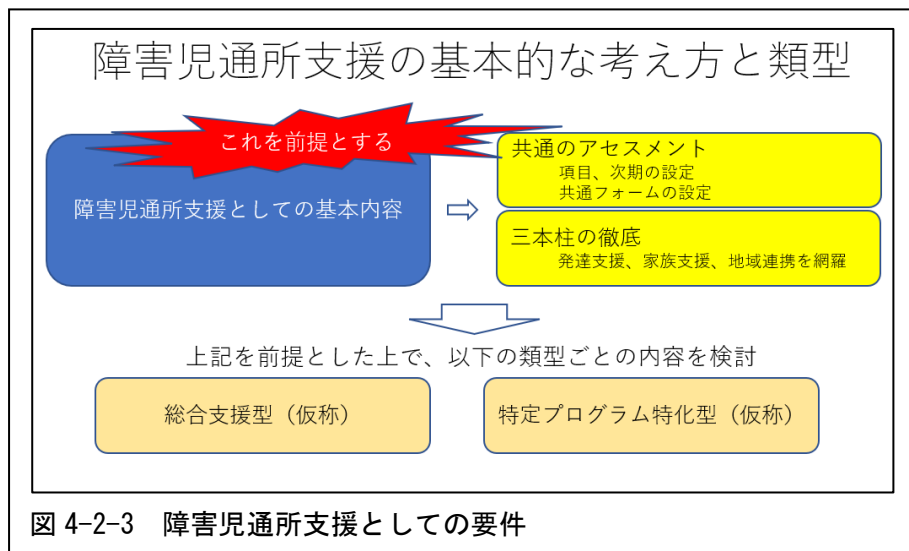 障害児通所支援の基本的な考え方と類型
これを前提とする
障害児通所支援としての基本内容
共通のアセスメント
項目、次期の設定
共通フォームの設定
三本柱の徹底
発達支援、家族支援、地域連携を網羅
上記を前提とした上で、以下の類型ごとの内容を検討
総合支援型（仮称）
特定プログラム特化型（仮称）
図 4-2-3　障害児通所支援としての要件